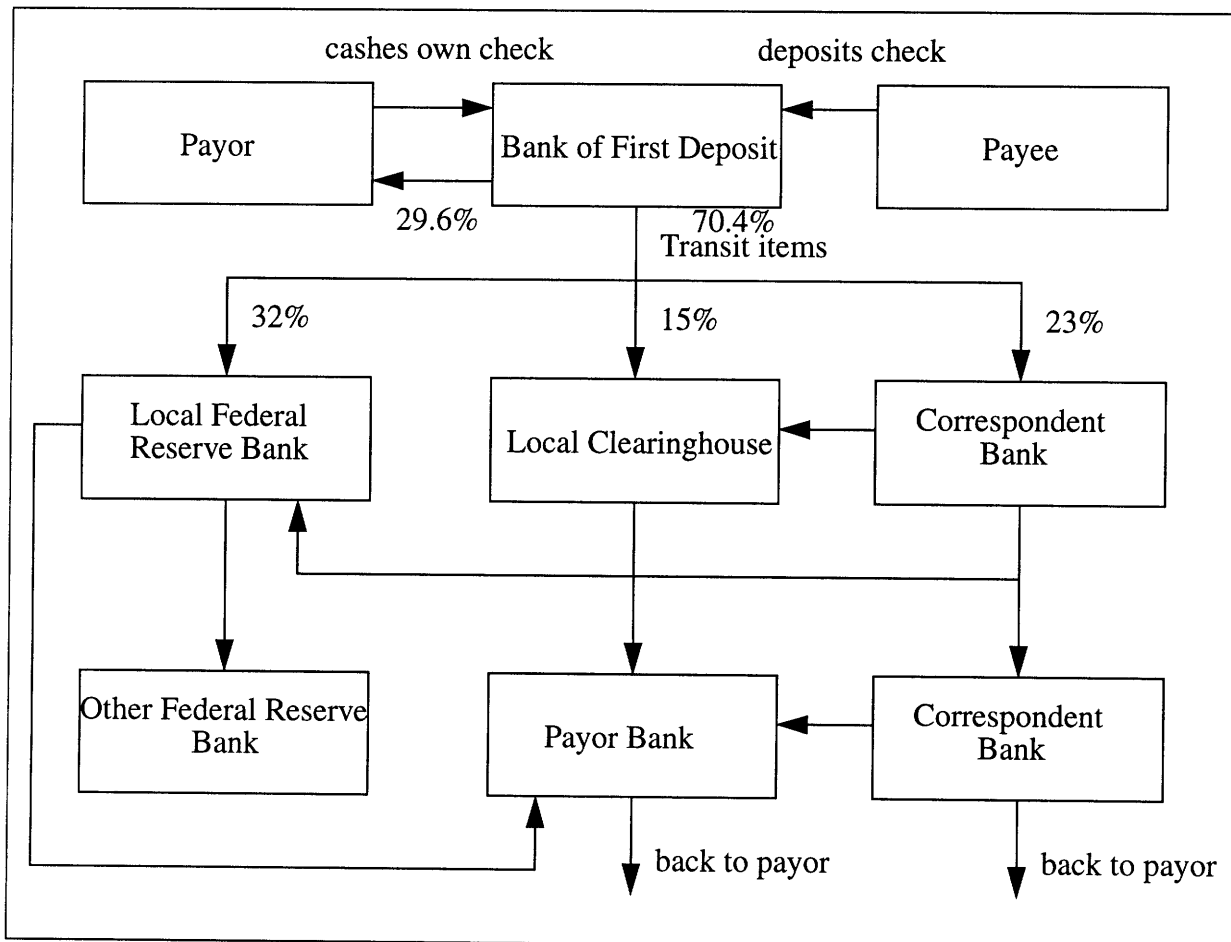 cashes own check
deposits check
Payor
Bank of First Deposit
Payee
29.6%
70.4%
Transit items
32%
15%
23%
Local Federal
Reserve Bank
Local Clearinghouse
Correspondent
Bank
Other Federal Reserve
Bank
Payor Bank
Correspondent
Bank
back to payor
back to payor